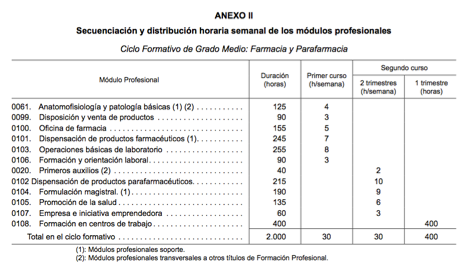 ANEXO II
Secuenciación y distribución horaria semanal de los módulos profesionales
Ciclo Formativo de Grado Medio: Farmacia y Parafarmacia
Módulo Profesional
Duración (horas)
Primer curso (h/semana)
Segundo curso
2 trimestres (h/semana)
1 trimestre (horas)
0061. Anatomofisiología y patología básicas (1) (2) . . . . . . . . . . . 125 4
0099. Disposición y venta de productos . . . . . . . . . . . . . . . . . . . 90 3
0100. Oficina de farmacia . . . . . . . . . . . . . . . . . . . . . . . . . . . . . . 155 5
0101. Dispensación de productos farmacéuticos (1). . . . . . . . . . 245 7
0103. Operaciones básicas de laboratorio . . . . . . . . . . . . . . . . . 255 8
0106. Formación y orientación laboral. . . . . . . . . . . . . . . . . . . . . 90 3
0020. Primeros auxilios (2) . . . . . . . . . . . . . . . . . . . . . . . . . . . . . 40 2
0102 Dispensación de productos parafarmacéuticos. . . . . . . . . . 215 10
0104. Formulación magistral. (1) . . . . . . . . . . . . . . . . . . . . . . . . 190 9
0105. Promoción de la salud . . . . . . . . . . . . . . . . . . . . . . . . . . . 135 6
0107. Empresa e iniciativa emprendedora . . . . . . . . . . . . . . . . . 60 3
0108. Formación en centros de trabajo . . . . . . . . . . . . . . . . . . . 400 400
Total en el ciclo formativo . . . . . . . . . . . . . . . . . . . . . . 2.000 30 30 400
(1): Módulos profesionales soporte.
(2): Módulos profesionales transversales a otros títulos de Formación Profesional.